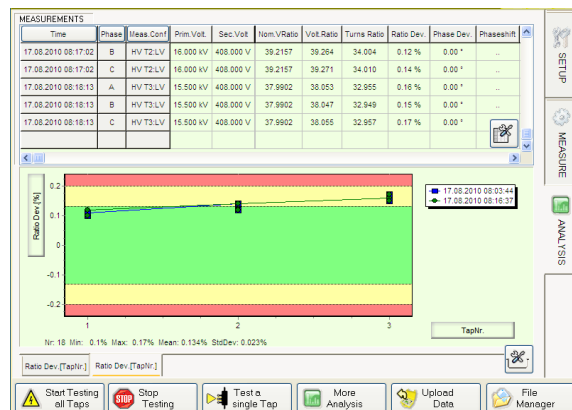 MEASUREMENTS
Time Phase Meas.Conf Prim.Volt. Sec.Volt Nom.VRatio Volt.Ratio Turns Ratio Ratio Dev. Phase Dev. Phaseshift
17.08.2010 08:17:02 B HV T2:LV 16.000 kV 408.000 V 39.2157 39.264 34.004 0.12 % 0.00 ° ..
17.08.2010 08:17:02 C HV T2:LV 16.000 kV 408.000 V 39.2157 39.271 34.010 0.14 % 0.00 ° ..
17.08.2010 08:18:13 A HV T3:LV 15.500 kV 408.000 V 37.9902 38.053 32.955 0.16 % 0.00 ° ..
17.08.2010 08:18:13 B HV T3:LV 15.500 kV 408.000 V 37.9902 38.047 32.949 0.15 % 0.00 ° ..
17.08.2010 08:18:13 C HV T3:LV 15.500 kV 408.000 V 37.9902 38.055 32.957 0.17 % 0.00 °
SETUP
MEASURE
ANALYSIS
Ratio Dev.[%]
0.2
0.1
0
-0.1
-0.2
1 2 3
17.08.2010 08:03:44
17.08.2010 08:16:37
TapNr.
Nr: 18 Min: 0.1% Max: 0.17% Mean: 0.134% StdDev: 0.023%
Ratio Dev.[TapNr.] Ratio Dev.[TapNr.]
Start Testing all Taps
STOP
Stop Testing
Test a single Tap
More Analysis
Upload Data
File Manager